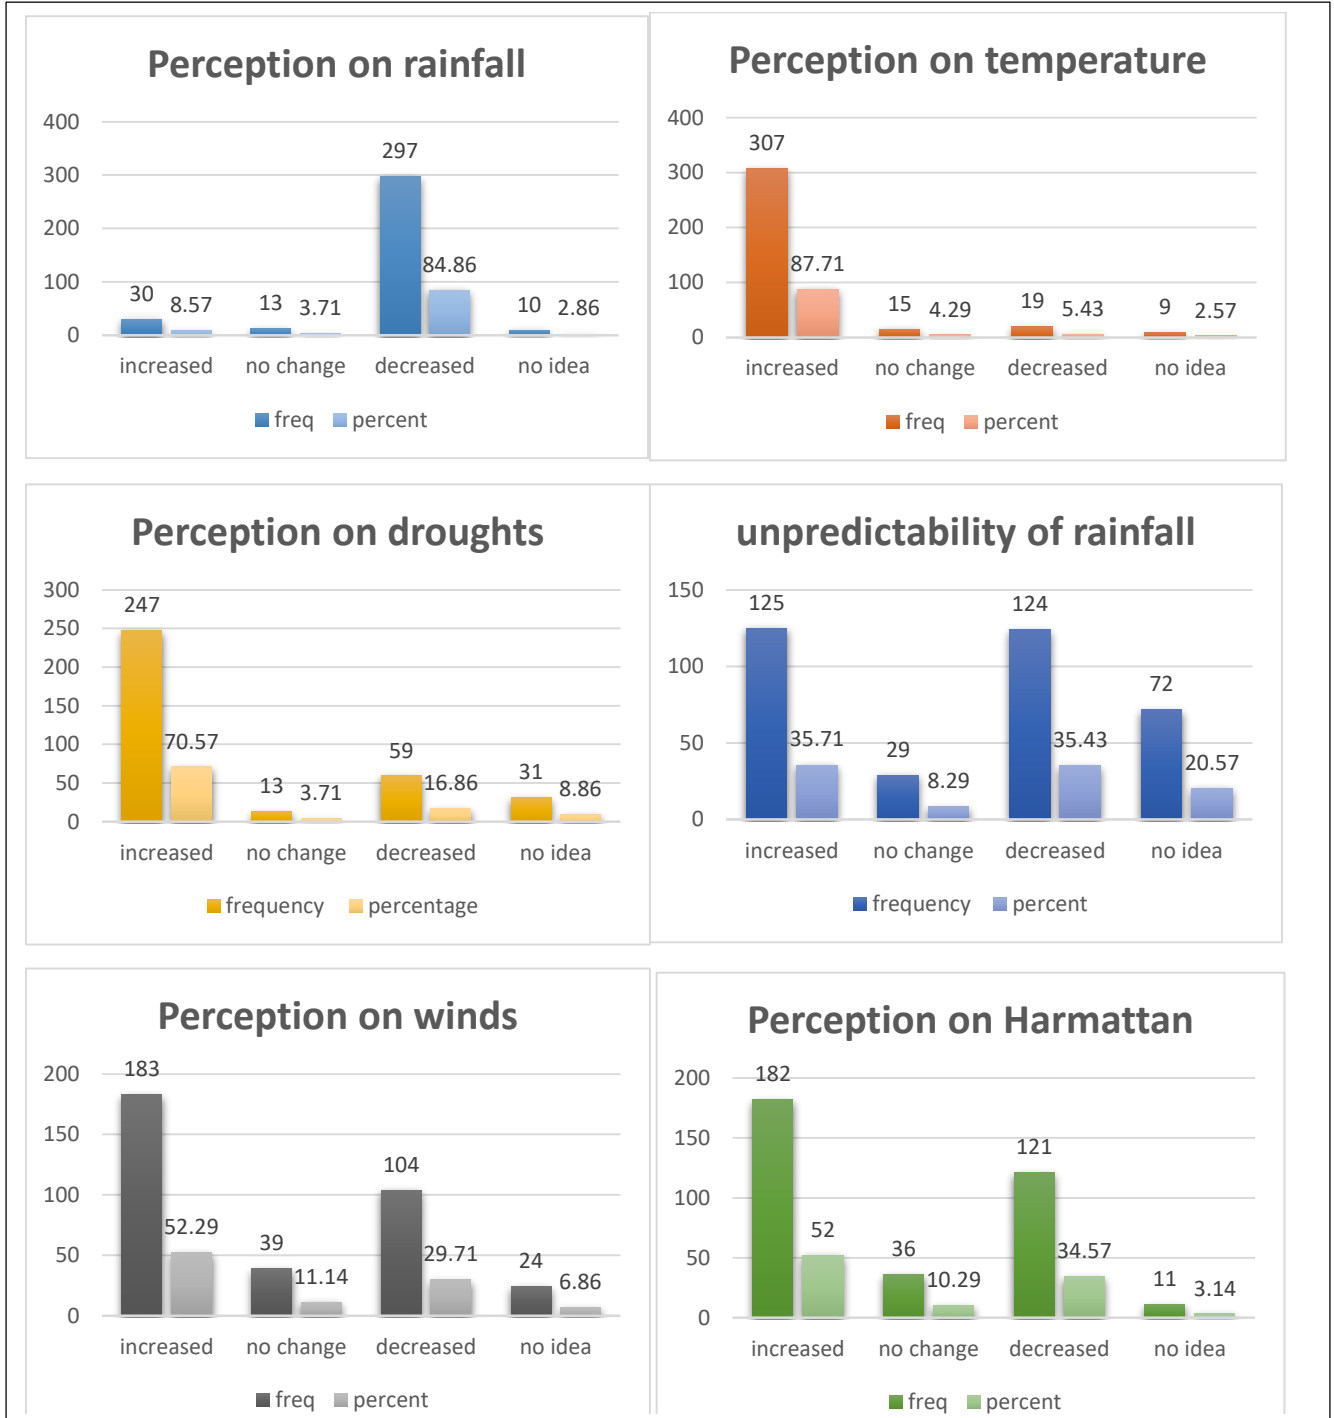 Perception on rainfall
400
300
200
100
0
30
8.57
13
3.71
297
84.86
10
2.86
increased
no change
decreased
no idea
freq
percent
Perception on temperature
400
300
200
100
0
307
87.71
15
4.29
19
5.43
9
2.57
increased
no change
decreased
no idea
freq
percent
Perception on droughts
300
250
200
150
100
50
0
247
70.57
13
3.71
59
16.86
31
8.86
increased
no change
decreased
no idea
frequency
percentage
unpredictability of rainfall
150
100
50
0
125
35.71
29
8.29
124
35.43
72
20.57
increased
no change
decreased
no idea
frequency
percent
Perception on winds
200
150
100
50
0
183
52.29
39
11.14
104
29.71
24
6.86
increased
no change
decreased
no idea
freq
percent
Perception on Harmattan
200
150
100
50
0
182
52
36
10.29
121
34.57
11
3.14
increased
no change
decreased
no idea
freq
percent